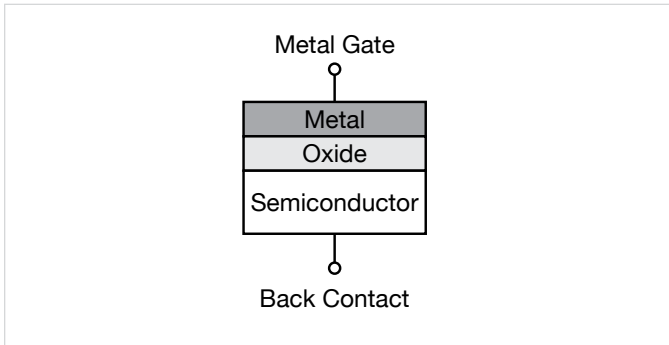 Metal Gate
Metal
Oxide
Semiconductor
Back Contact